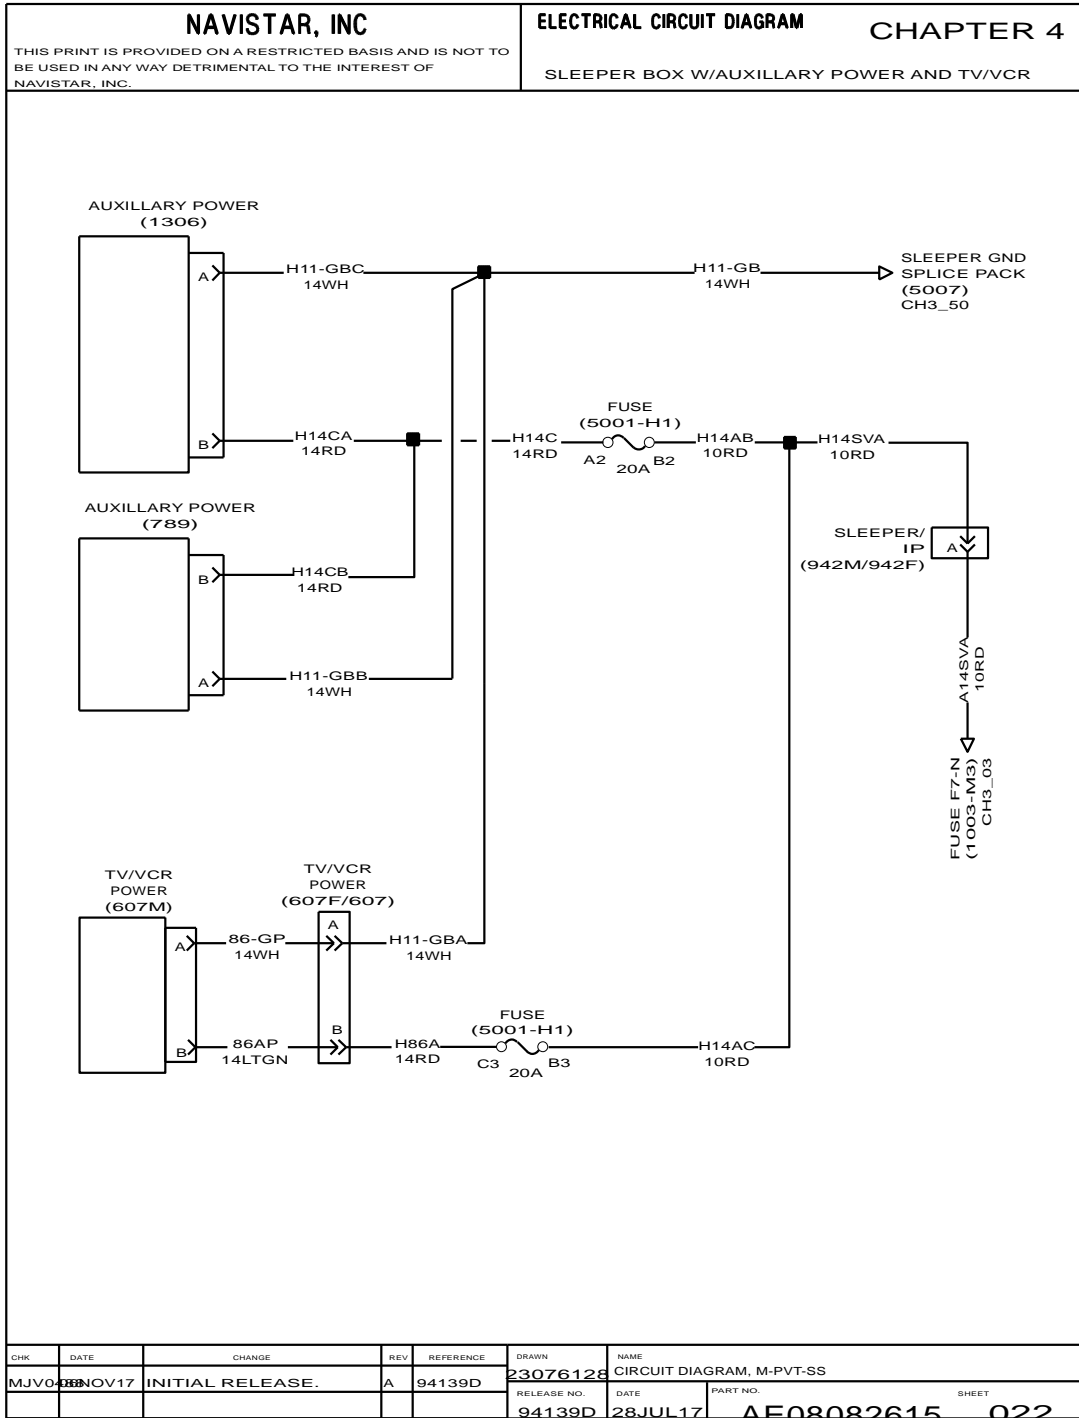 NAVISTAR, INC
THIS PRINT IS PROVIDED ON A RESTRICTED BASIS AND IS NOT TO
BE USED IN ANY WAY DETRIMENTAL TO THE INTEREST OF
NAVISTAR, INC.
ELECTRICAL CIRCUIT DIAGRAM
CHAPTER 4
SLEEPER BOX W/AUXILLARY POWER AND TV/VCR
AUXILLARY POWER
(1306)
A
H11-GBC
14WH
H11-GB
14WH
SLEEPER GND
SPLICE PACK
(5007)
CH3_50
B
H14CA
14RD
H14C
14RD
FUSE
(5001-H1)
A2
20A
B2
H14AB
10RD
H14SVA
10RD
AUXILLARY POWER
(789)
B
H14CB
14RD
A
H11-GBB
14WH
SLEEPER/
IP
(942M/942F)
A
A14SVA
10RD
FUSE F7-N
(1003-M3)
CH3_03
TV/VCR
POWER
(607M)
A
86-GP
14WH
B
86AP
14LTGN
TV/VCR
POWER
(607F/607)
A
H11-GBA
14WH
B
H86A
14RD
FUSE
(5001-H1)
C3
20A
B3
H14AC
10RD
CHK DATE CHANGE REV REFERENCE
NOV17 INITIAL RELEASE. A 94139D
DRAWN
23076128
NAME
CIRCUIT DIAGRAM, M-PVT-SS
RELEASE NO.
94139D
DATE
28JUL17
PART NO.
AE08082615
SHEET
022